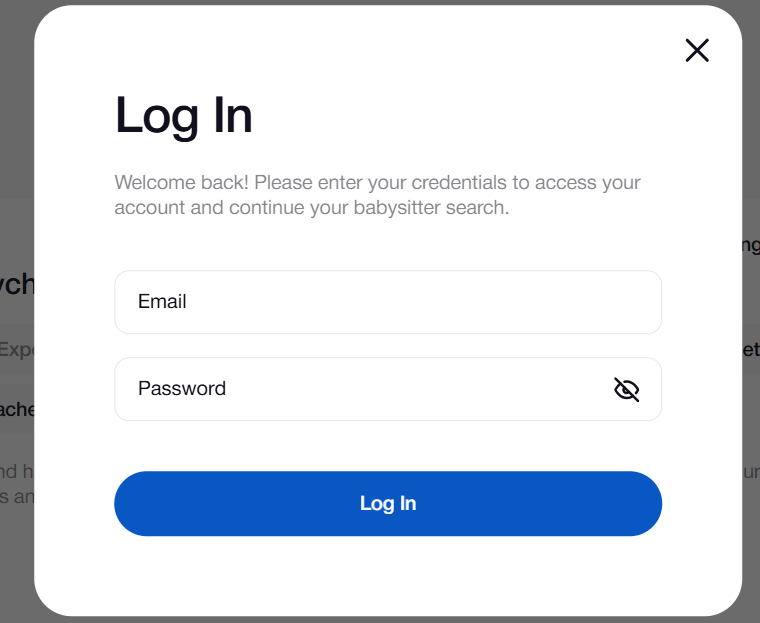 Log In
Welcome back! Please enter your credentials to access your
account and continue your babysitter search.
Email
Password
Log In